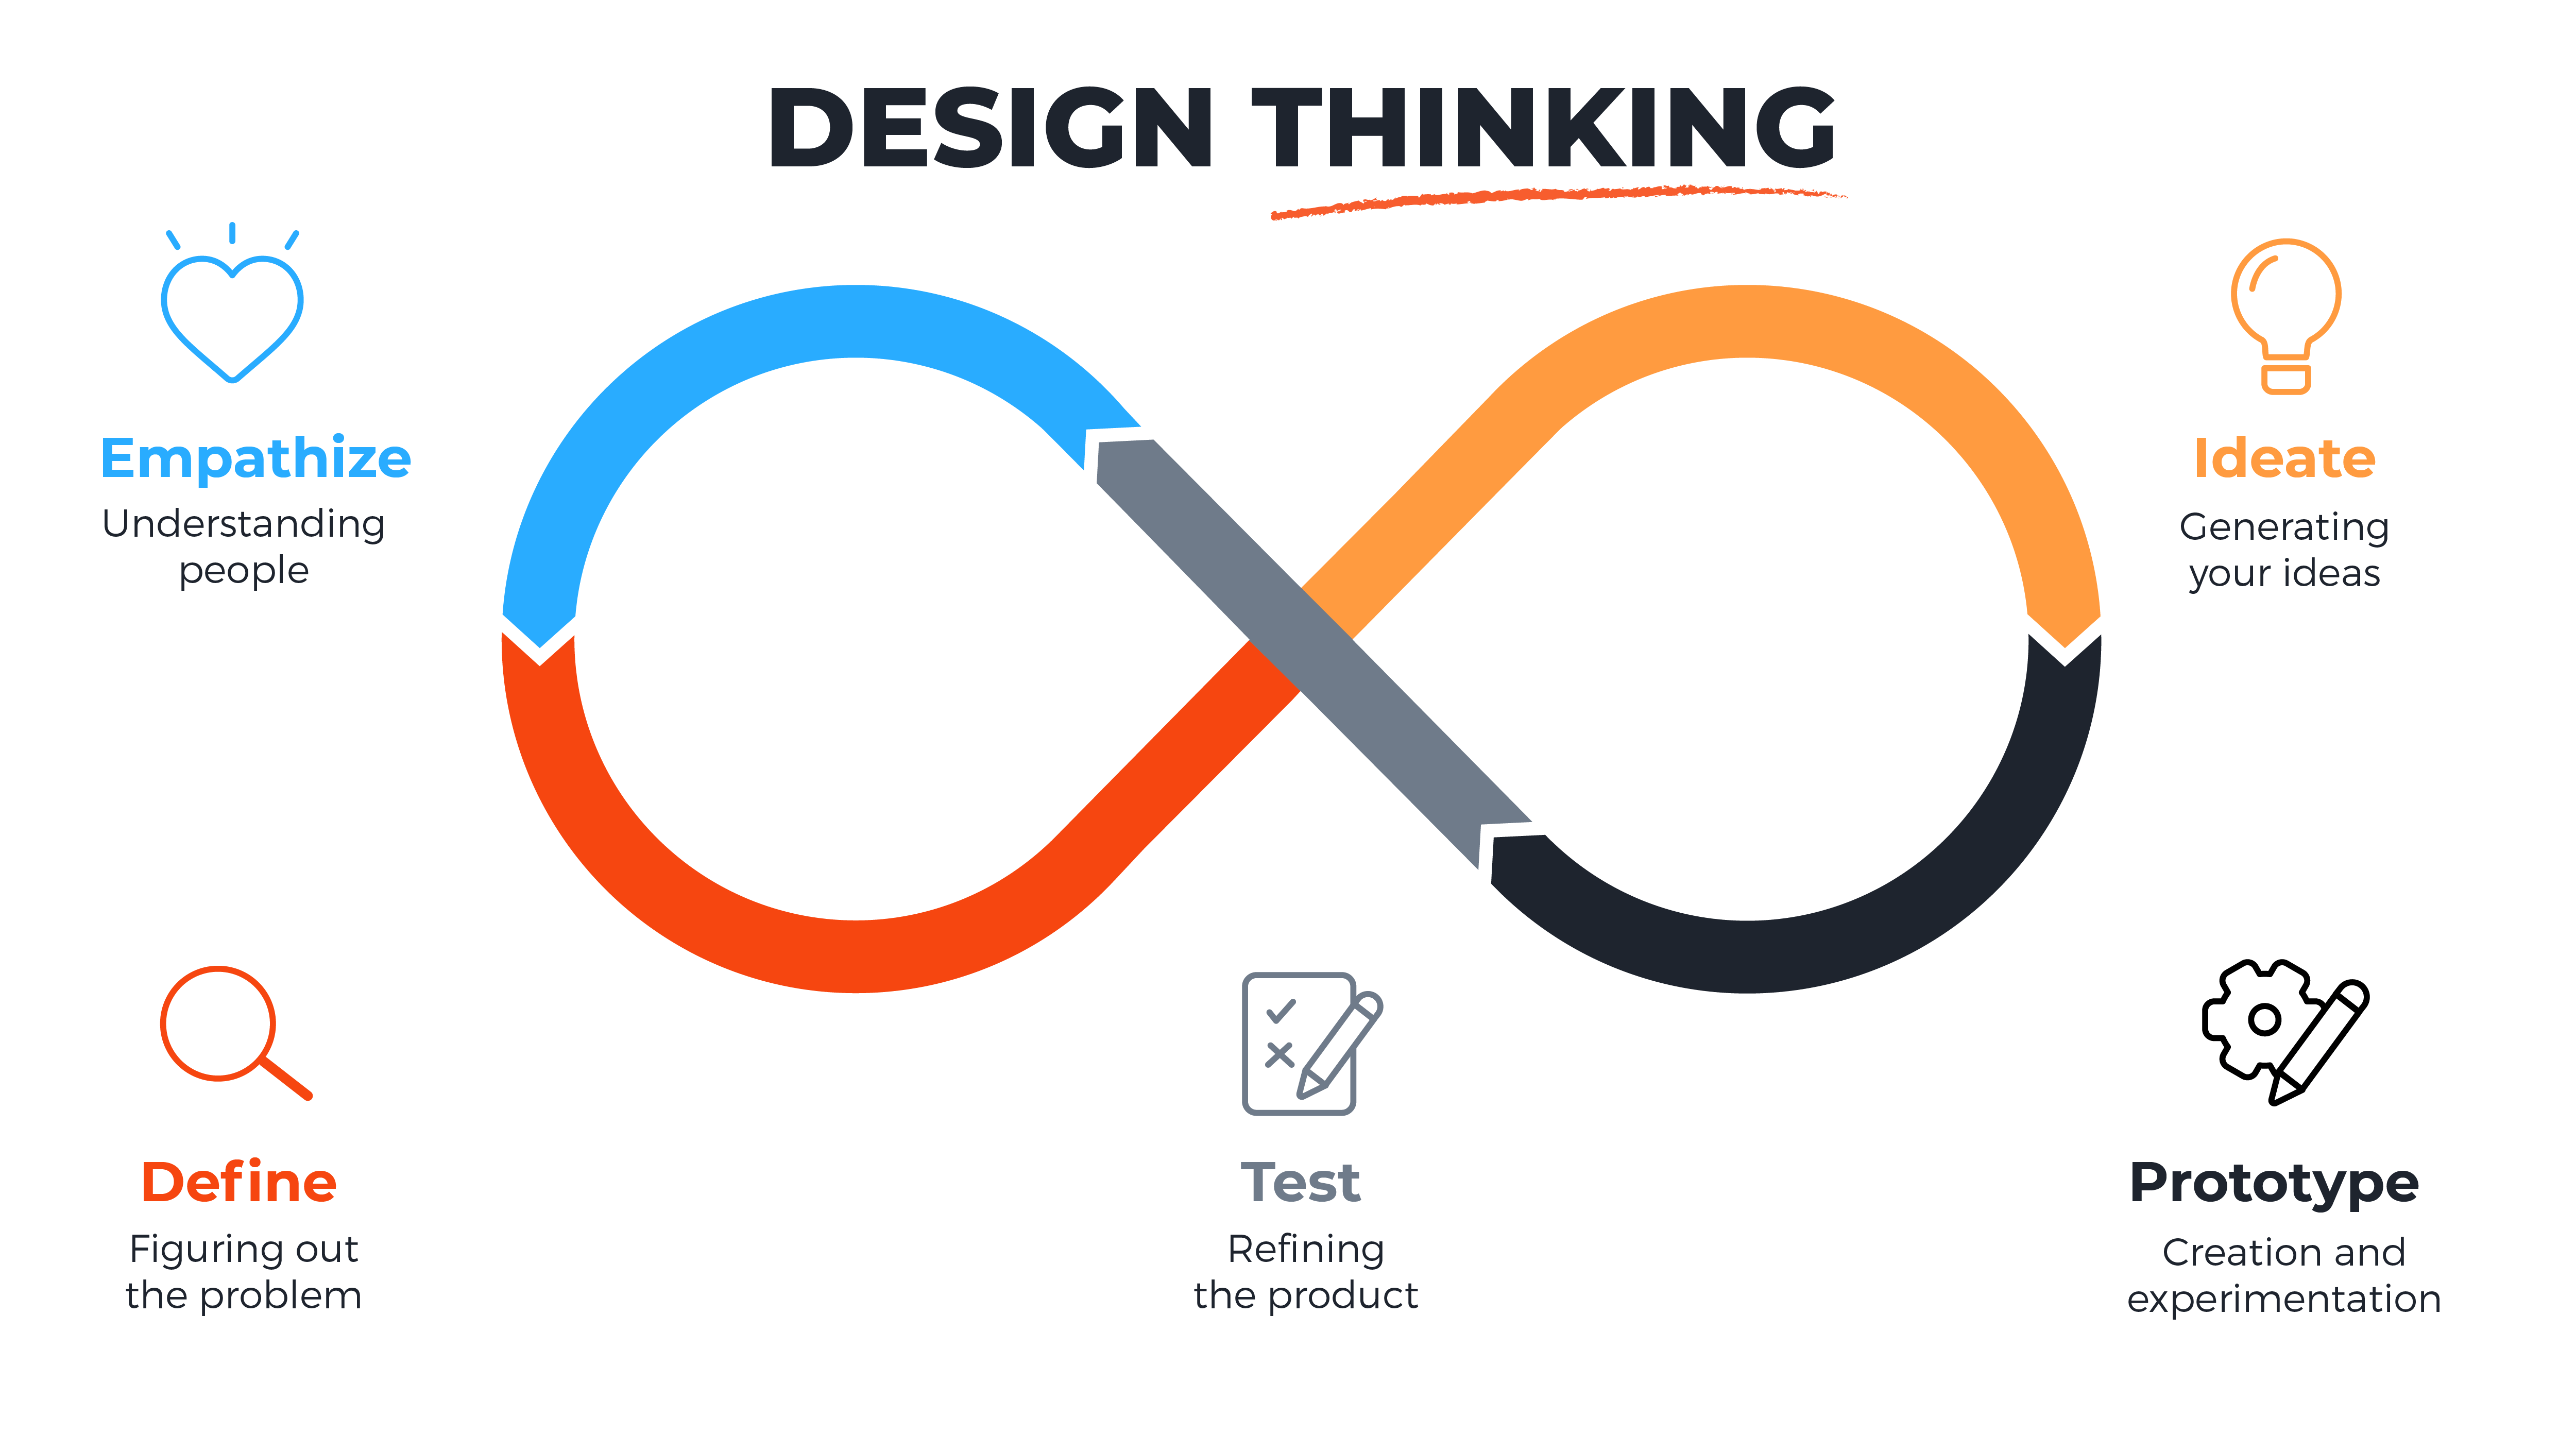 DESIGN THINKING
Empathize
Understanding
people
Ideate
Generating
your ideas
Define
Figuring out
the problem
Test
Refining
the product
Prototype
Creation and
experimentation